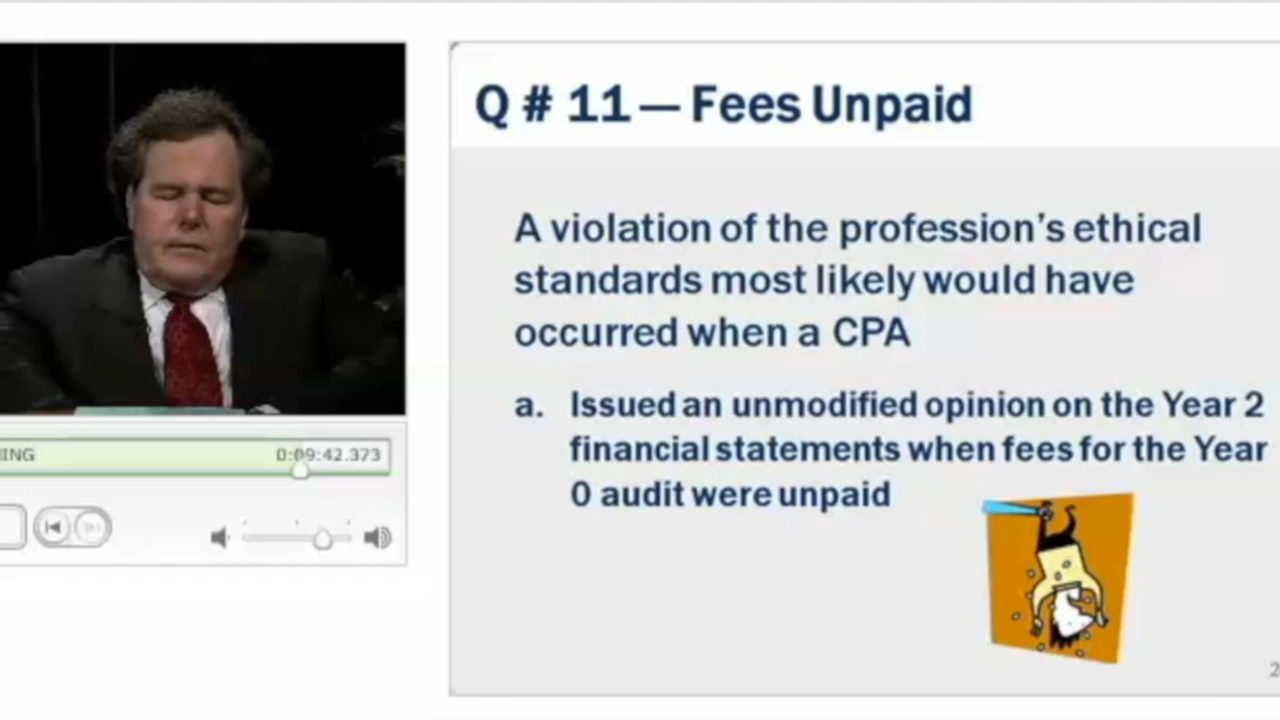 Q # 11 — Fees Unpaid
A violation of the profession's ethical
standards most likely would have
occurred when a CPA
a. Issued an unmodified opinion on the Year 2
financial statements when fees for the Year
0 audit were unpaid
ING
0:09:42.373
2